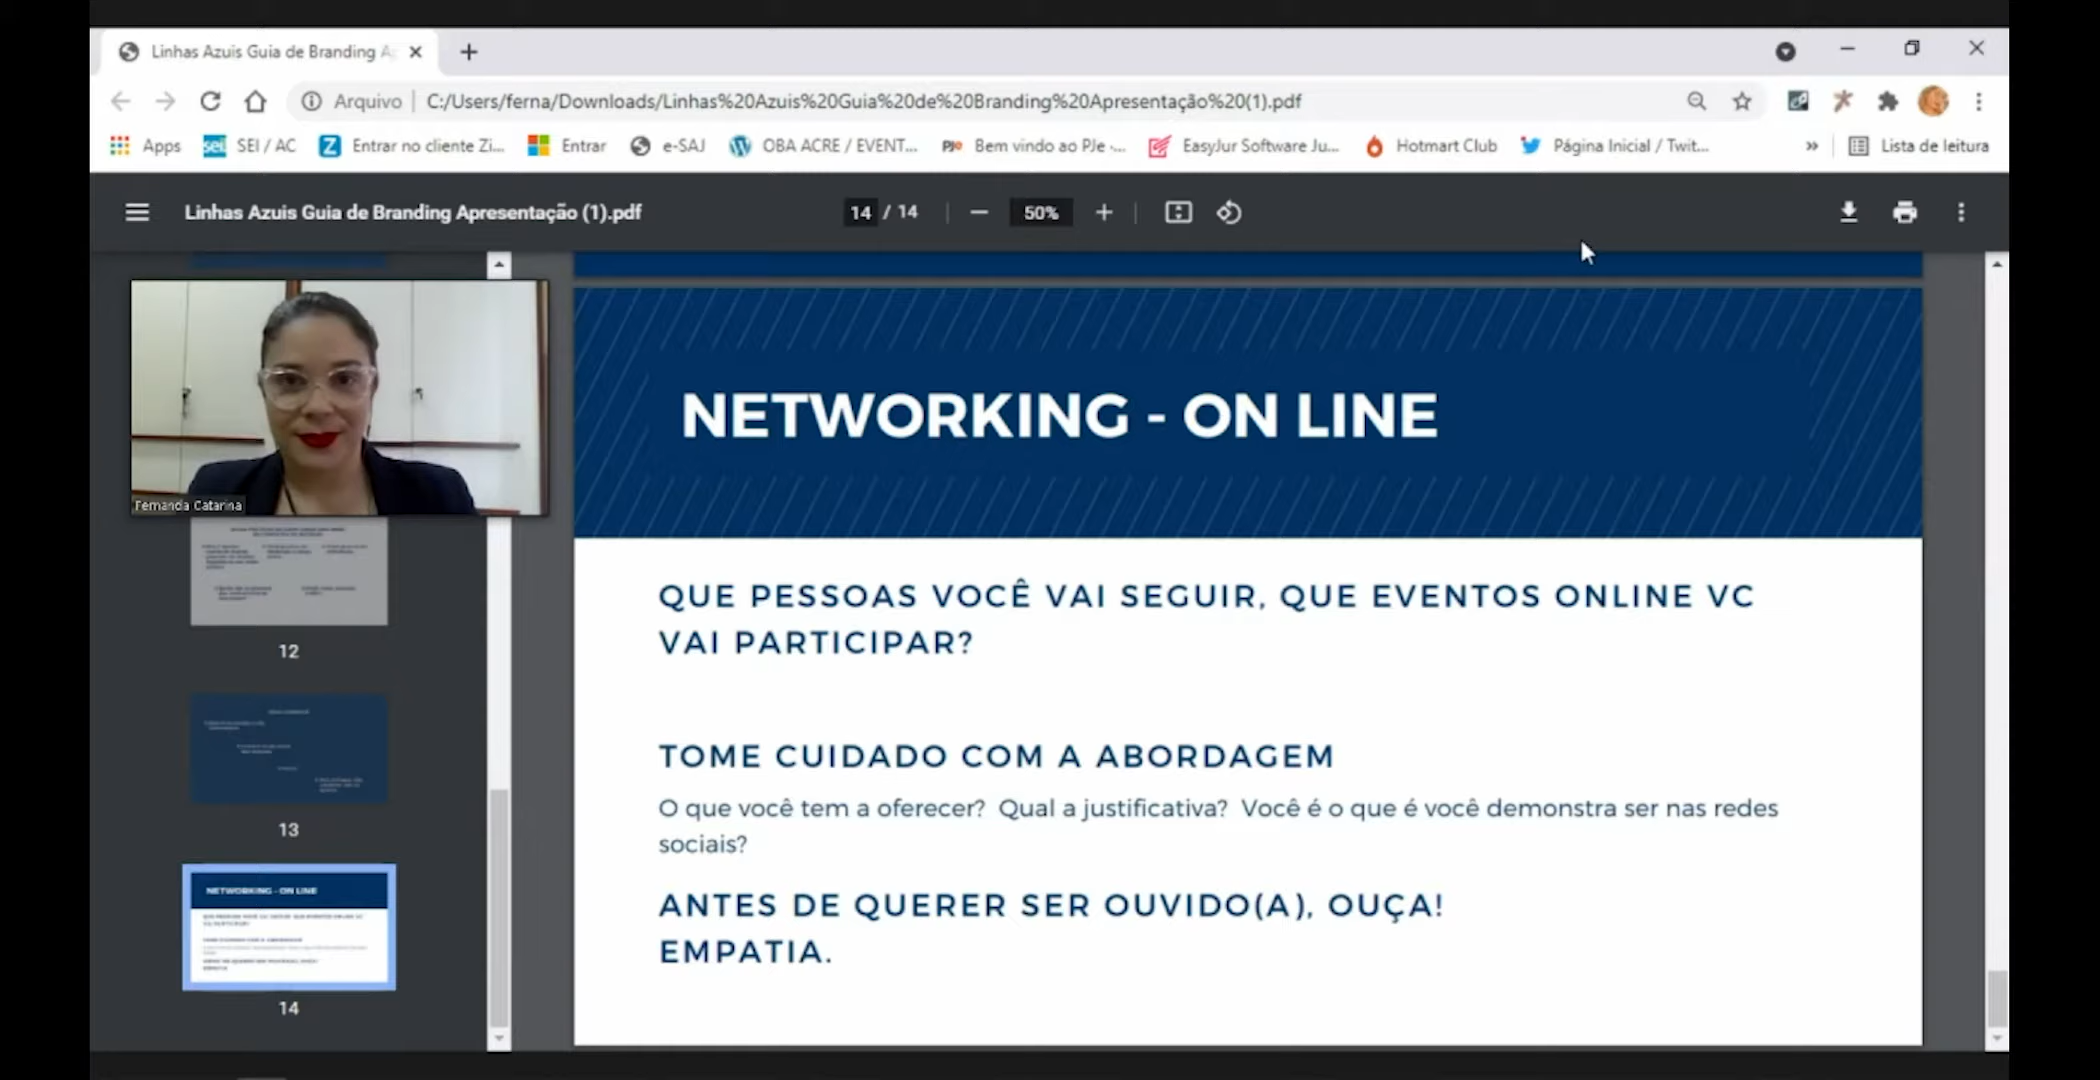 Linhas Azuis Guia de Branding A
Arquivo
C:/Users/ferna/Downloads/Linhas%20Azuis%20Guia%20de%20Branding%20Apresentação%20(1).pdf
Apps
sei SEI / AC
Z Entrar no cliente Zi...
Entrar
e-SAJ
OBA ACRE / EVENT...
PJe Bem vindo ao PJe -...
EasyJur Software Ju...
Hotmart Club
Página Inicial / Twit...
»
Lista de leitura
Linhas Azuis Guia de Branding Apresentação (1).pdf
14 / 14
50%
Fernanda Catarina
12
13
NETWORKING - ON LINE
14
NETWORKING - ON LINE
QUE PESSOAS VOCÊ VAI SEGUIR, QUE EVENTOS ONLINE VC
VAI PARTICIPAR?
TOME CUIDADO COM A ABORDAGEM
O que você tem a oferecer? Qual a justificativa? Você é o que é você demonstra ser nas redes
sociais?
ANTES DE QUERER SER OUVIDO(A), OUÇA!
EMPATIA.